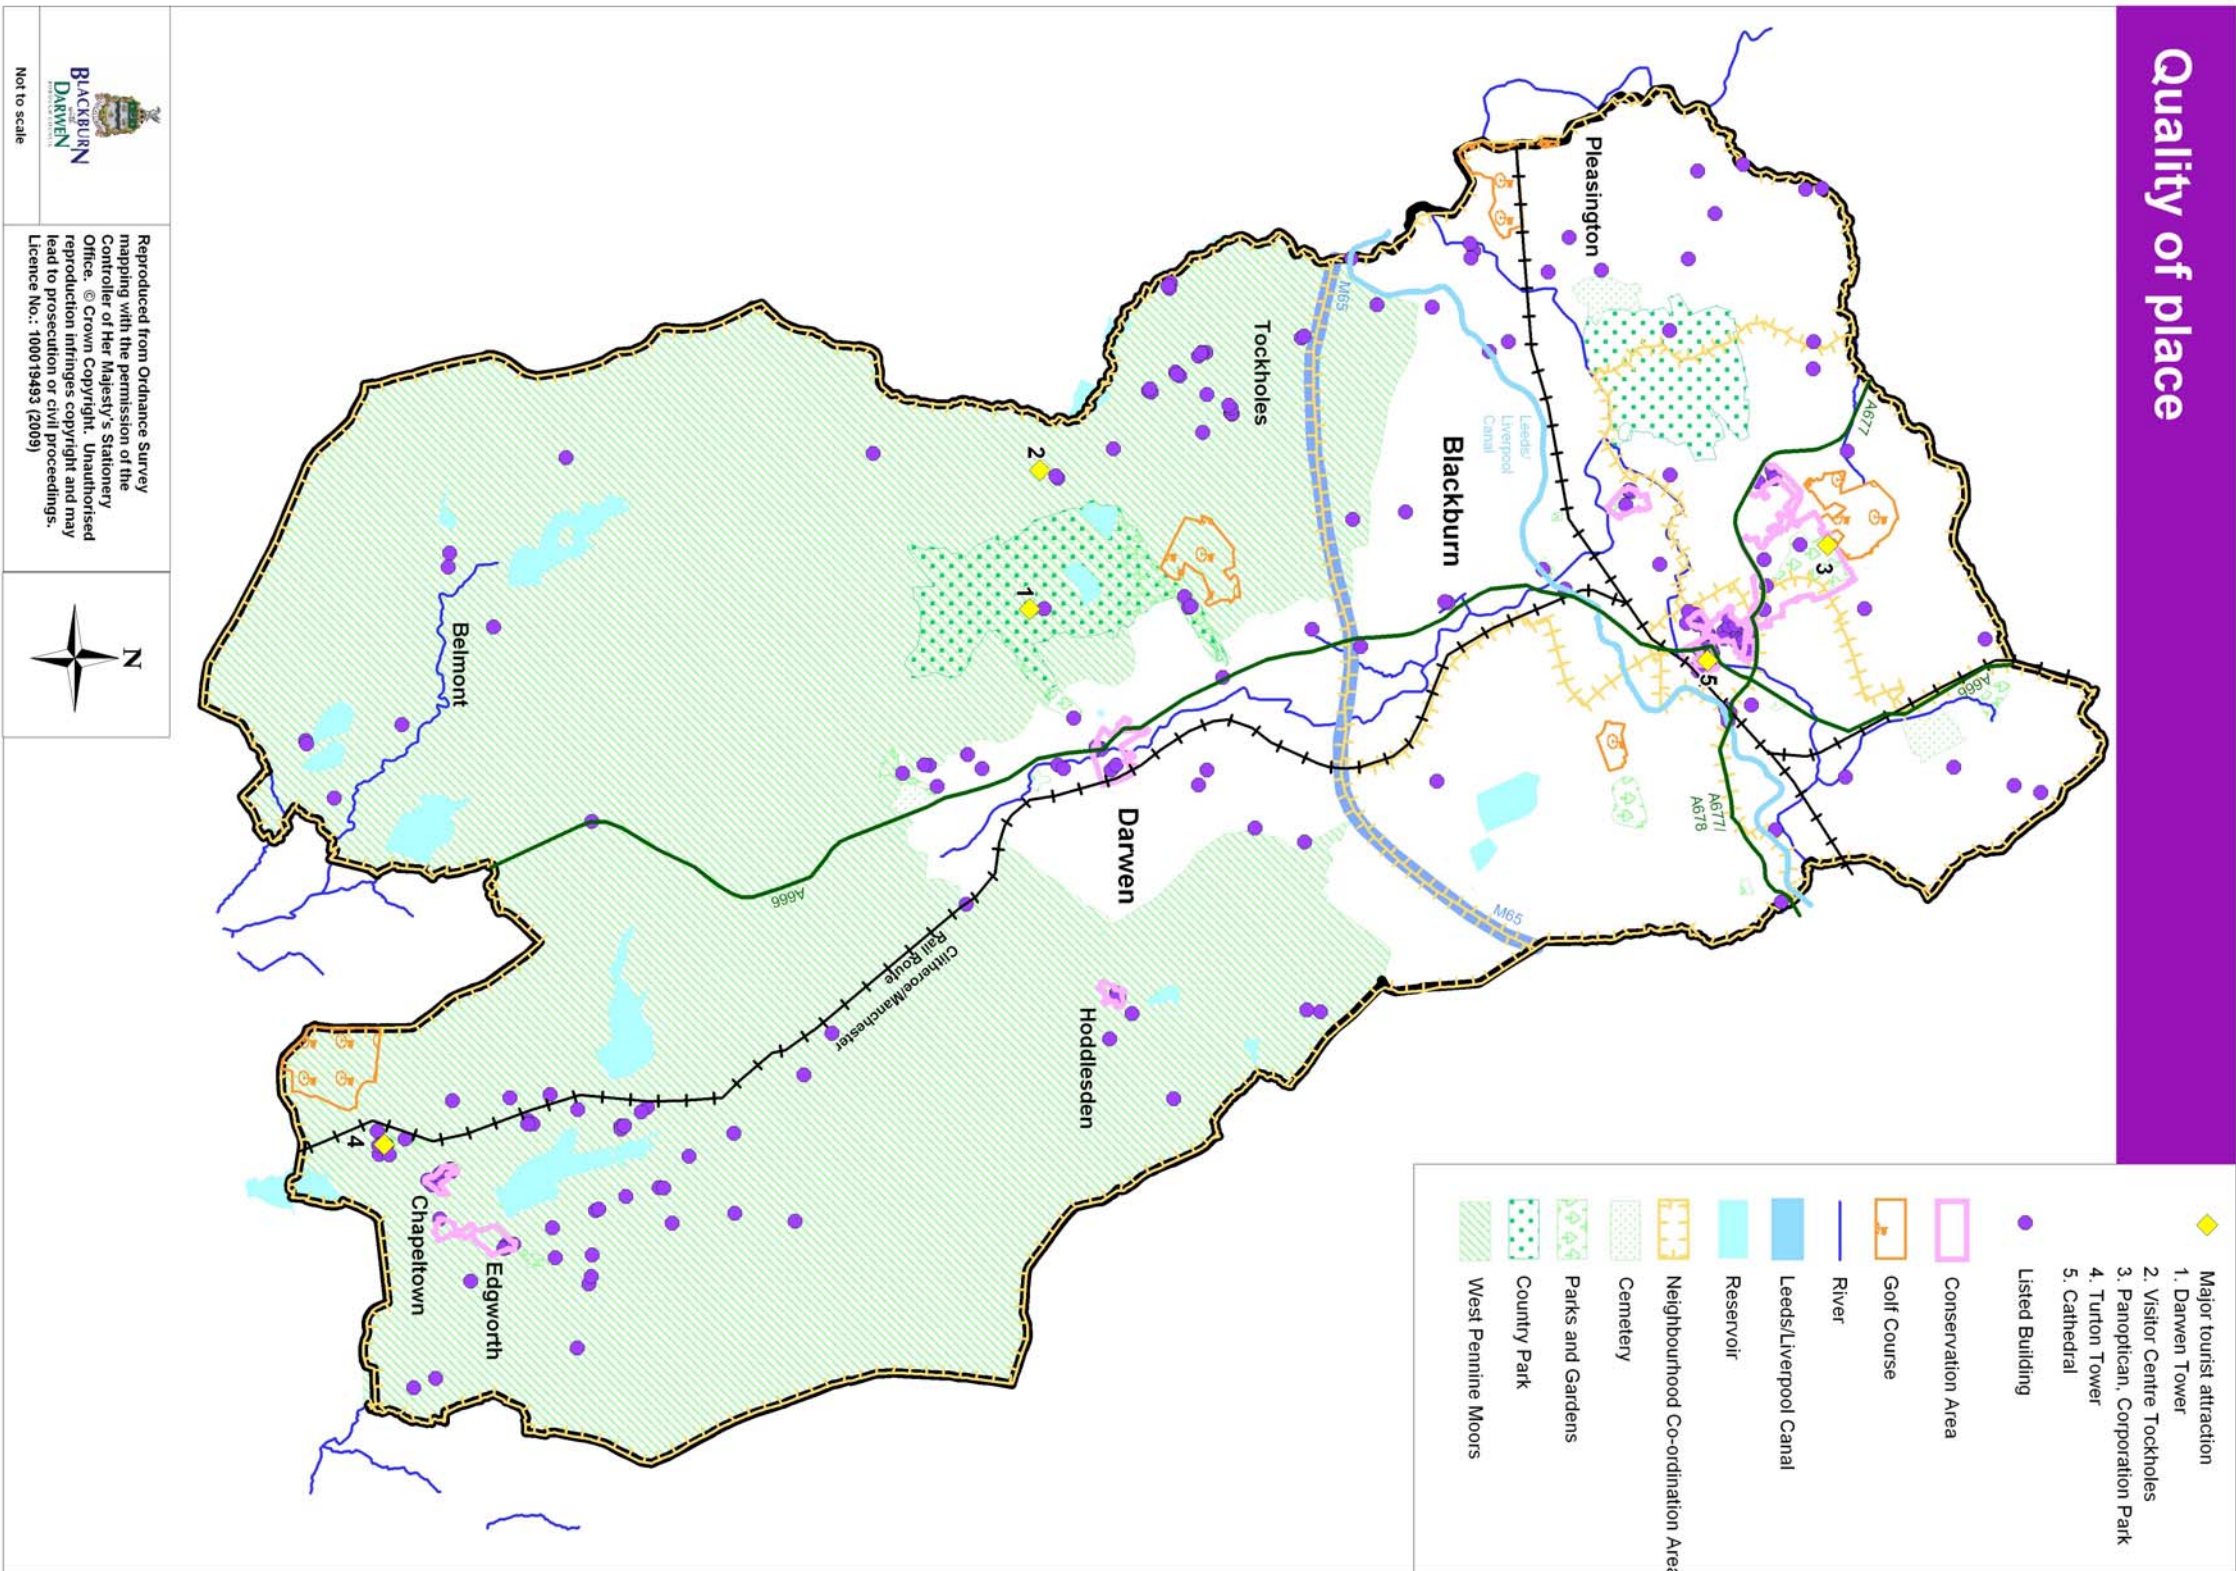 Quality of place
Major tourist attraction
1. Darwen Tower
2. Visitor Centre Tockholes
3. Panoptican, Corporation Park
4. Turton Tower
5. Cathedral
Listed Building
Conservation Area
Golf Course
River
Leeds/Liverpool Canal
Reservoir
Neighbourhood Co-ordination Area
Cemetery
Parks and Gardens
Country Park
West Pennine Moors
A666
A677
3
5
A677/
A678
Pleasington
Leeds/
Liverpool
Canal
Blackburn
M65
M65
Tockholes
2
1
Darwen
Hoddlesden
A666
Clitheroe/Manchester
Rail Route
Belmont
Edgworth
Chapeltown
4
BLACKBURN
WITH
DARWEN
BOROUGH COUNCIL
Not to scale
Reproduced from Ordnance Survey
mapping with the permission of the
Controller of Her Majesty's Stationery
Office. © Crown Copyright. Unauthorised
reproduction infringes copyright and may
lead to prosecution or civil proceedings.
Licence No.: 100019493 (2009)
N